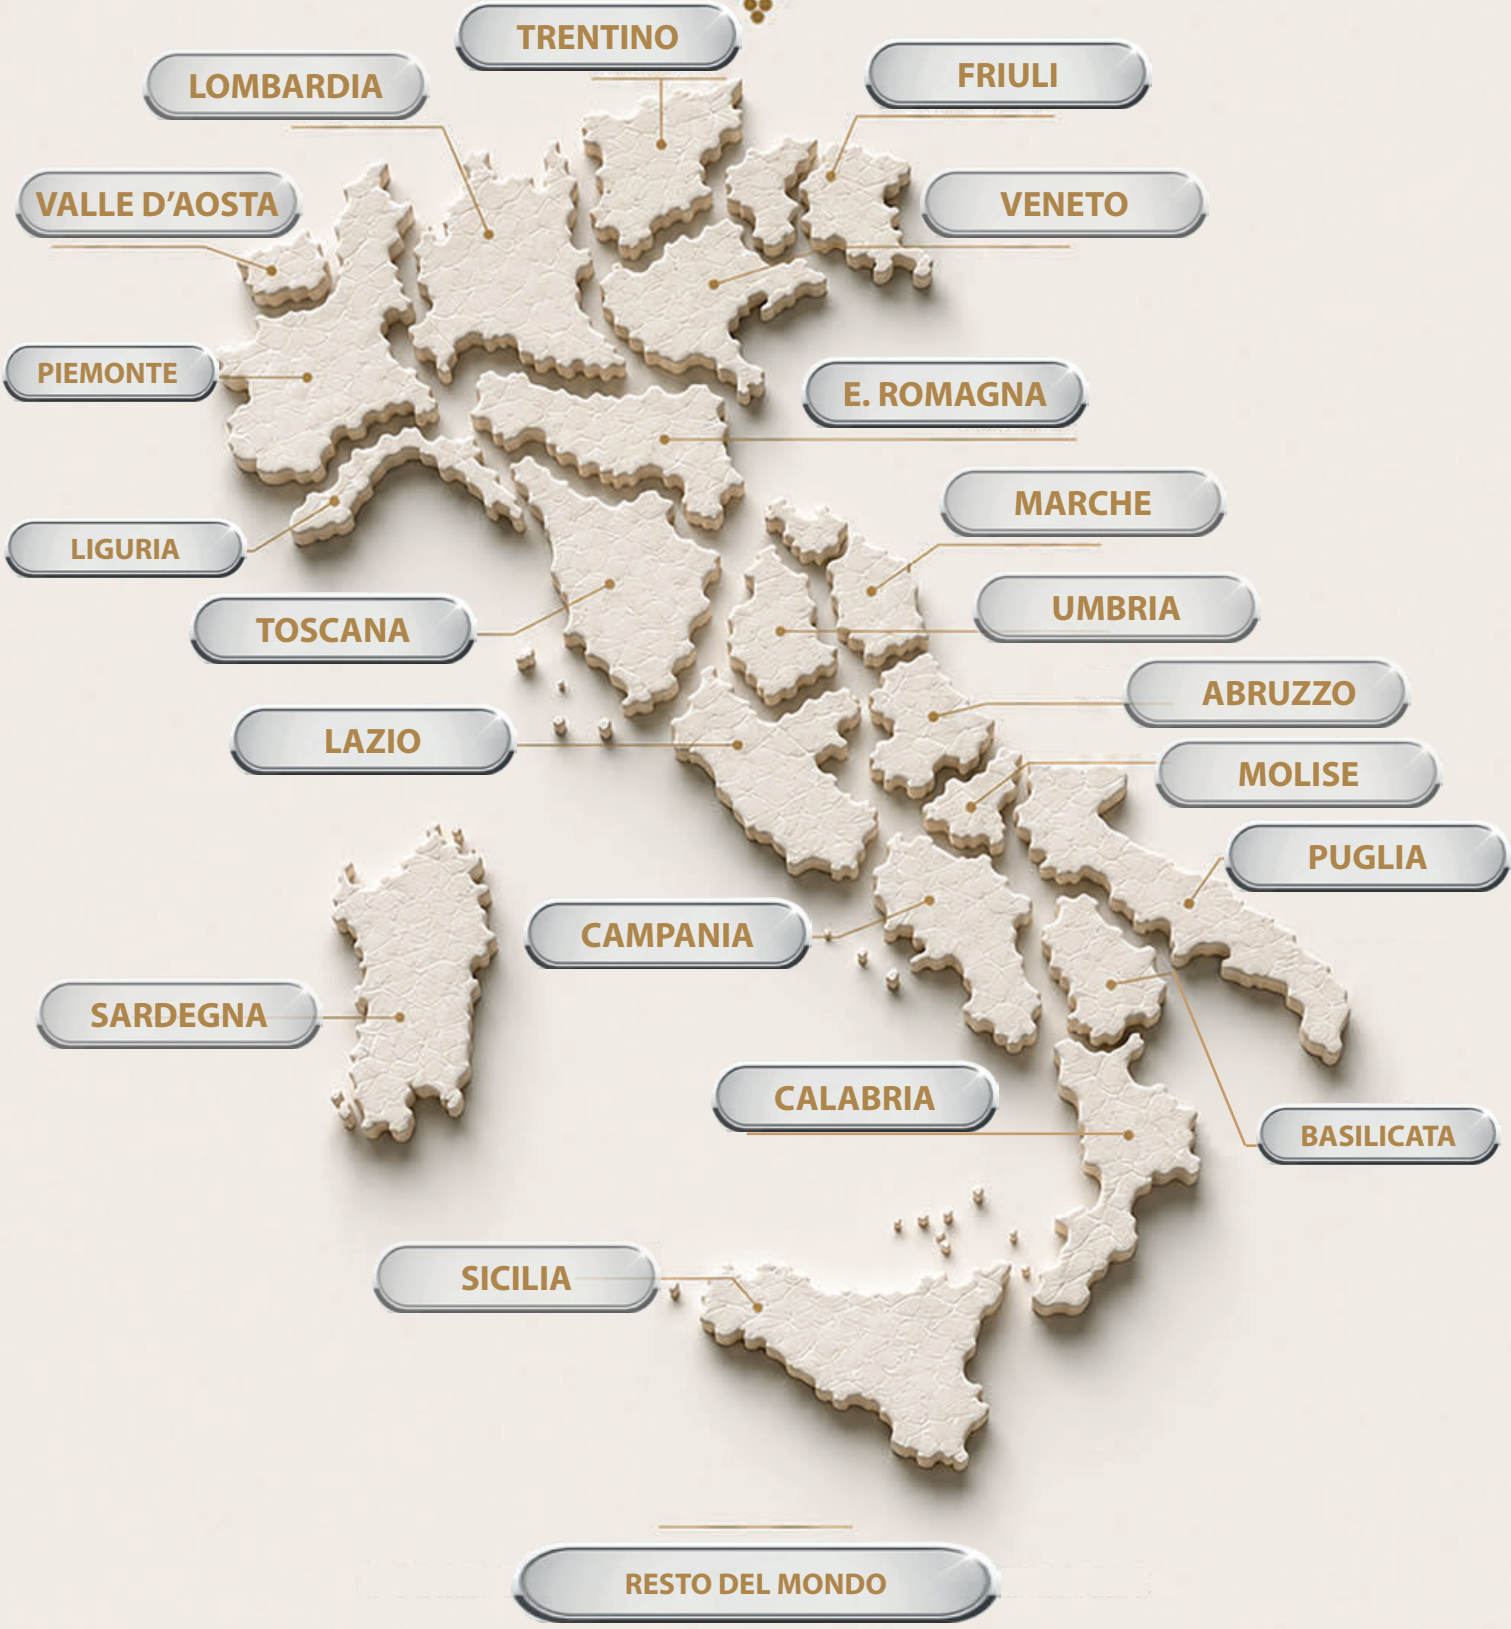 TRENTINO
LOMBARDIA
FRIULI
VALLE D’AOSTA
VENETO
PIEMONTE
E. ROMAGNA
MARCHE
LIGURIA
UMBRIA
TOSCANA
ABRUZZO
LAZIO
MOLISE
PUGLIA
CAMPANIA
SARDEGNA
CALABRIA
BASILICATA
SICILIA
RESTO DEL MONDO